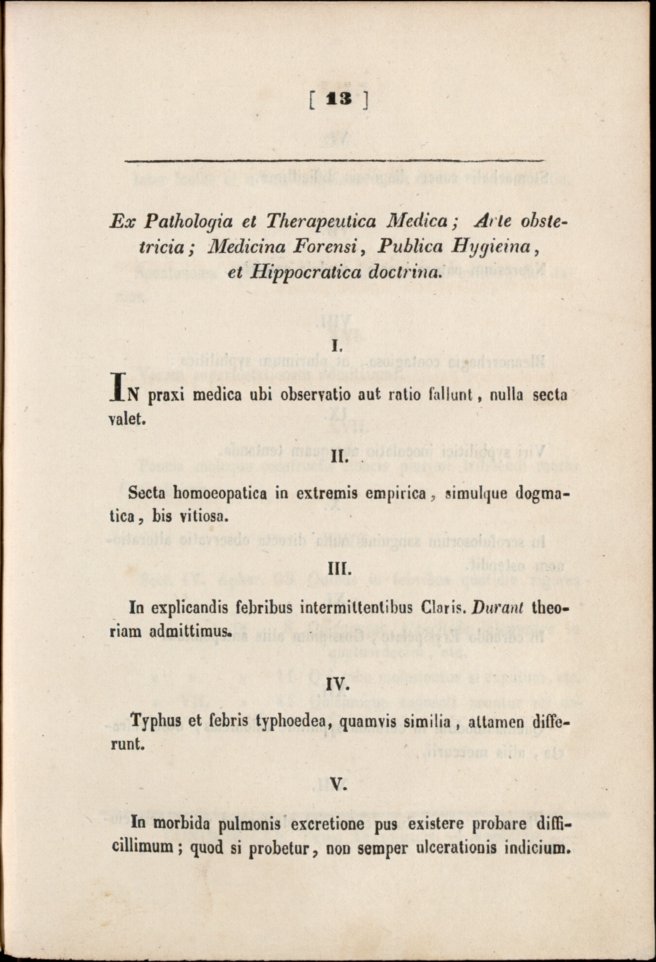 [ 13 ]
Ex Pathologia et Therapeutica Medica; Arte obste-
tricia; Medicina Forensi, Publica Hygieina,
et Hippocratica doctrina.
I.
IN praxi medica ubi observatio aut ratio fallunt, nulla secta
valet.
II.
Secta homoeopatica in extremis empirica, simulque dogma-
tica, bis vitiosa.
III.
In explicandis febribus intermittentibus Claris. Durant theo-
riam admittimus.
IV.
Typhus et febris typhoedea, quamvis similia, attamen diffe-
runt.
V.
In morbida pulmonis excretione pus existere probare diffi-
cillimum; quod si probetur, non semper ulcerationis indicium.